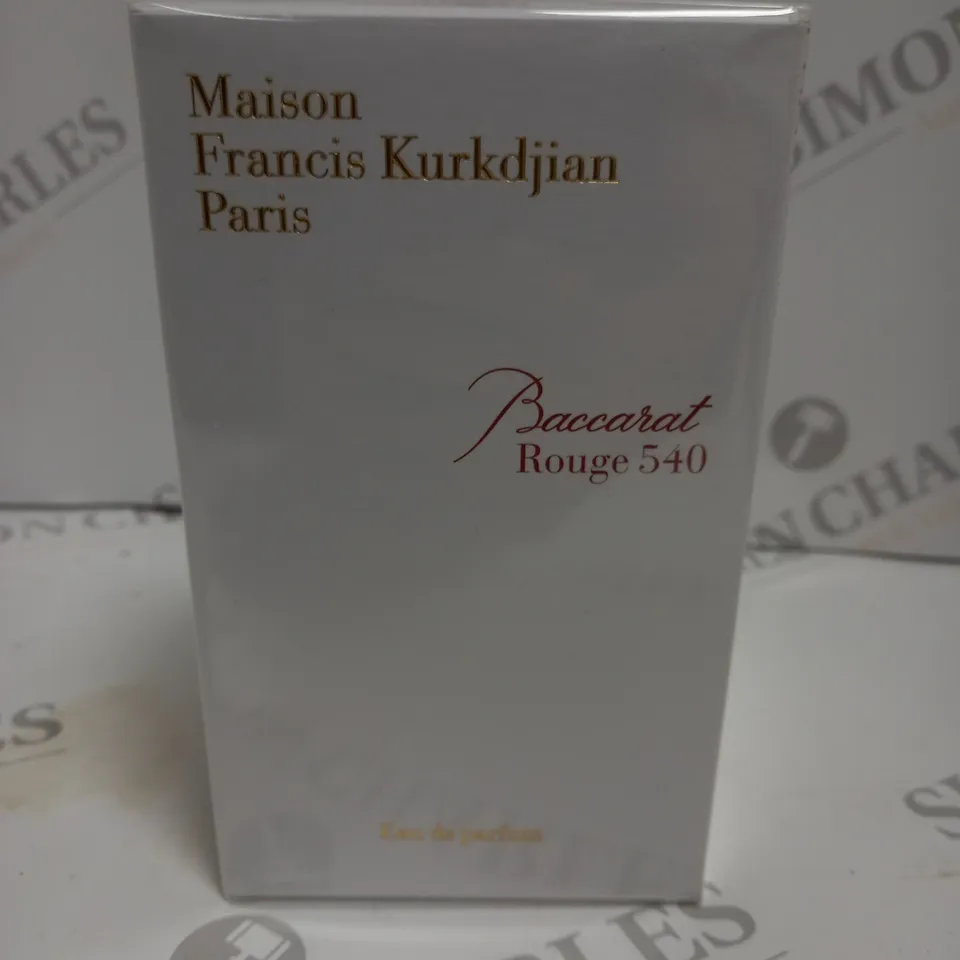 Maison
Francis Kurkdjian
Paris
Baccarat
Rouge 540
Eau de parfum